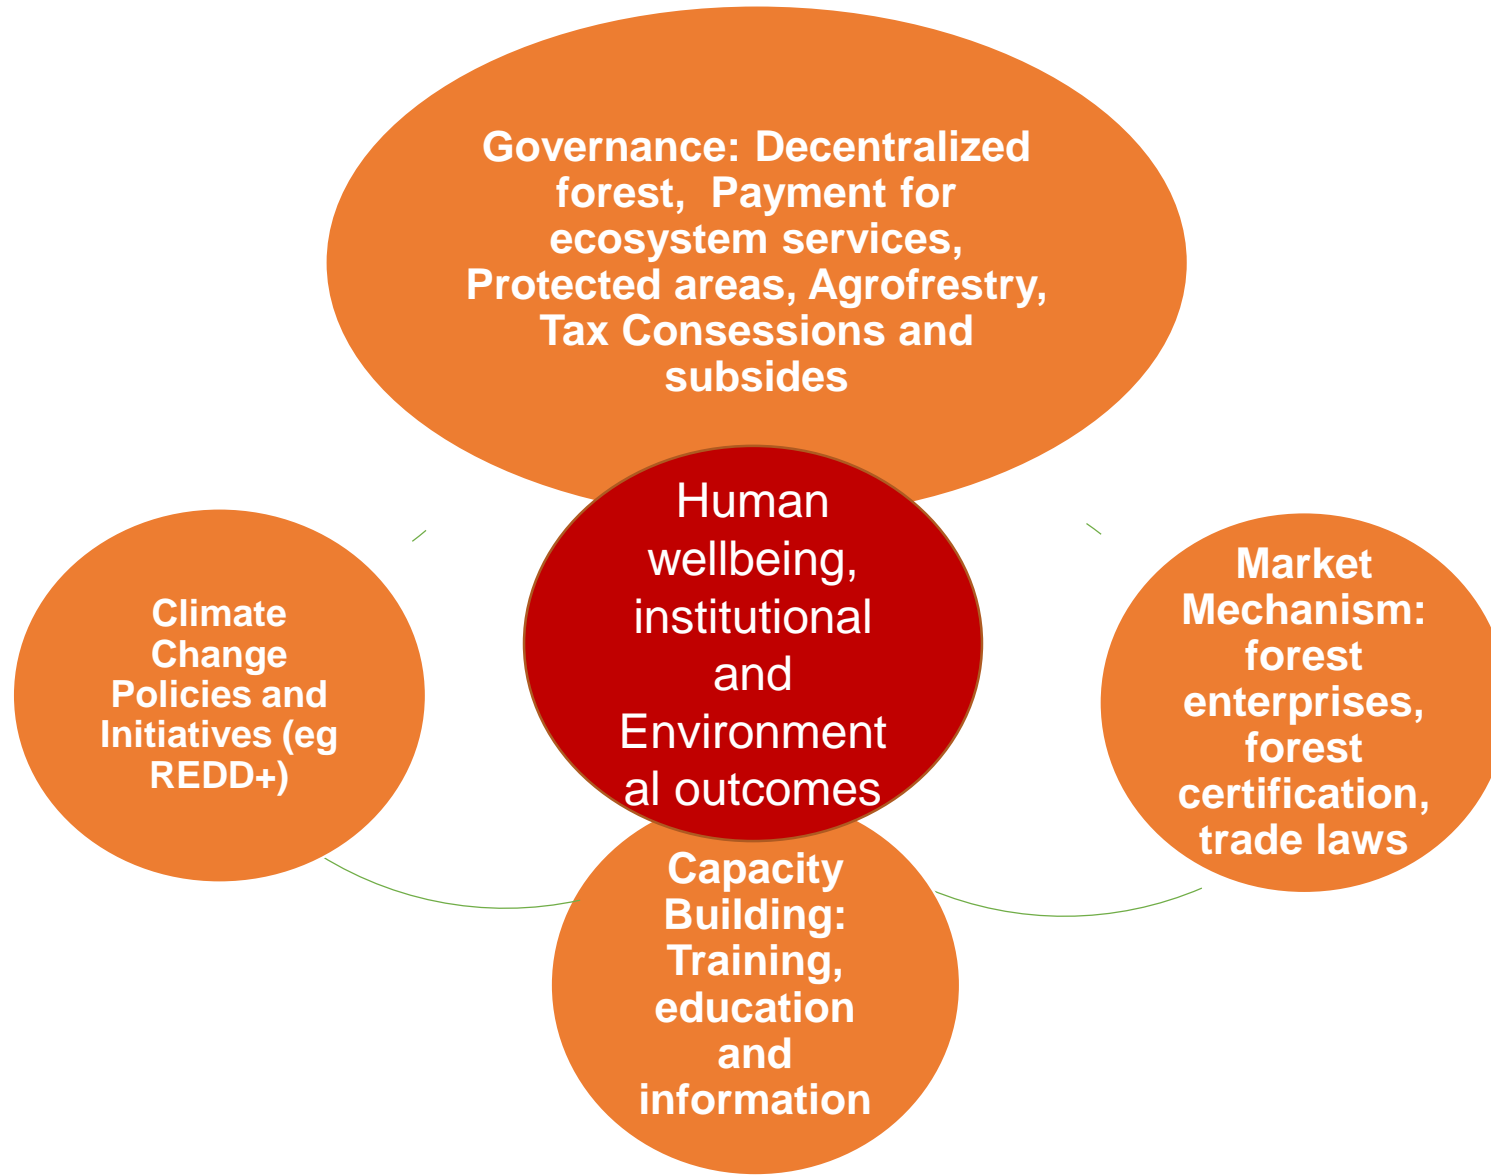 Governance: Decentralized
forest,  Payment for
ecosystem services,
Protected areas, Agrofrestry,
Tax Consessions and
subsides
Human
wellbeing,
institutional
and
Environment
al outcomes
Climate
Change
Policies and
Initiatives (eg
REDD+)
Market
Mechanism:
forest
enterprises,
forest
certification,
trade laws
Capacity
Building:
Training,
education
and
information